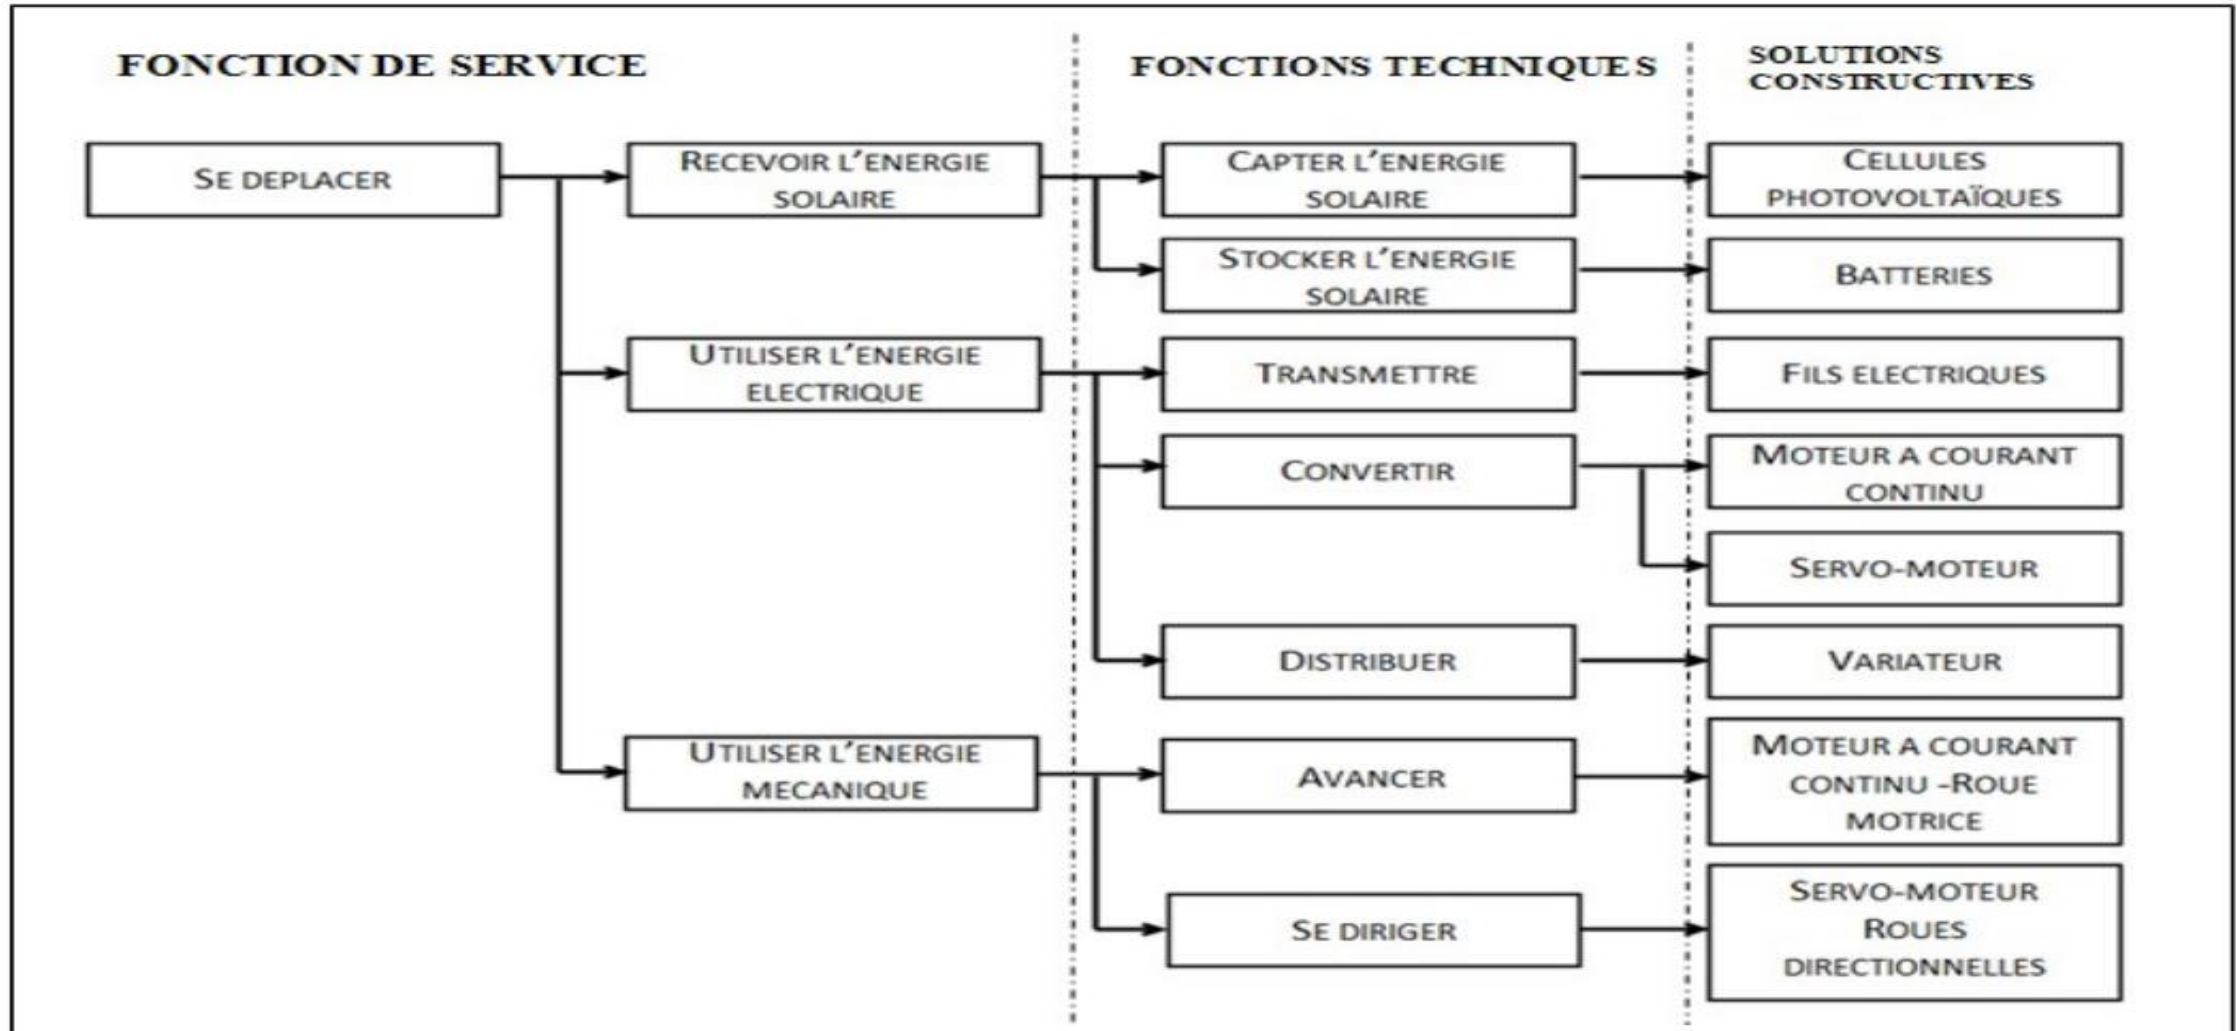 FONCTION DE SERVICE
FONCTIONS TECHNIQUES
SOLUTIONS
CONSTRUCTIVES
SE DEPLACER
RECEVOIR L'ENERGIE
SOLAIRE
CAPTER L'ENERGIE
SOLAIRE
CELLULES
PHOTOVOLTAÏQUES
STOCKER L'ENERGIE
SOLAIRE
BATTERIES
UTILISER L'ENERGIE
ELECTRIQUE
TRANSMETTRE
FILS ELECTRIQUES
CONVERTIR
MOTEUR A COURANT
CONTINU
SERVO-MOTEUR
DISTRIBUER
VARIATEUR
UTILISER L'ENERGIE
MECANIQUE
AVANCER
MOTEUR A COURANT
CONTINU -ROUE
MOTRICE
SE DIRIGER
SERVO-MOTEUR
ROUES
DIRECTIONNELLES